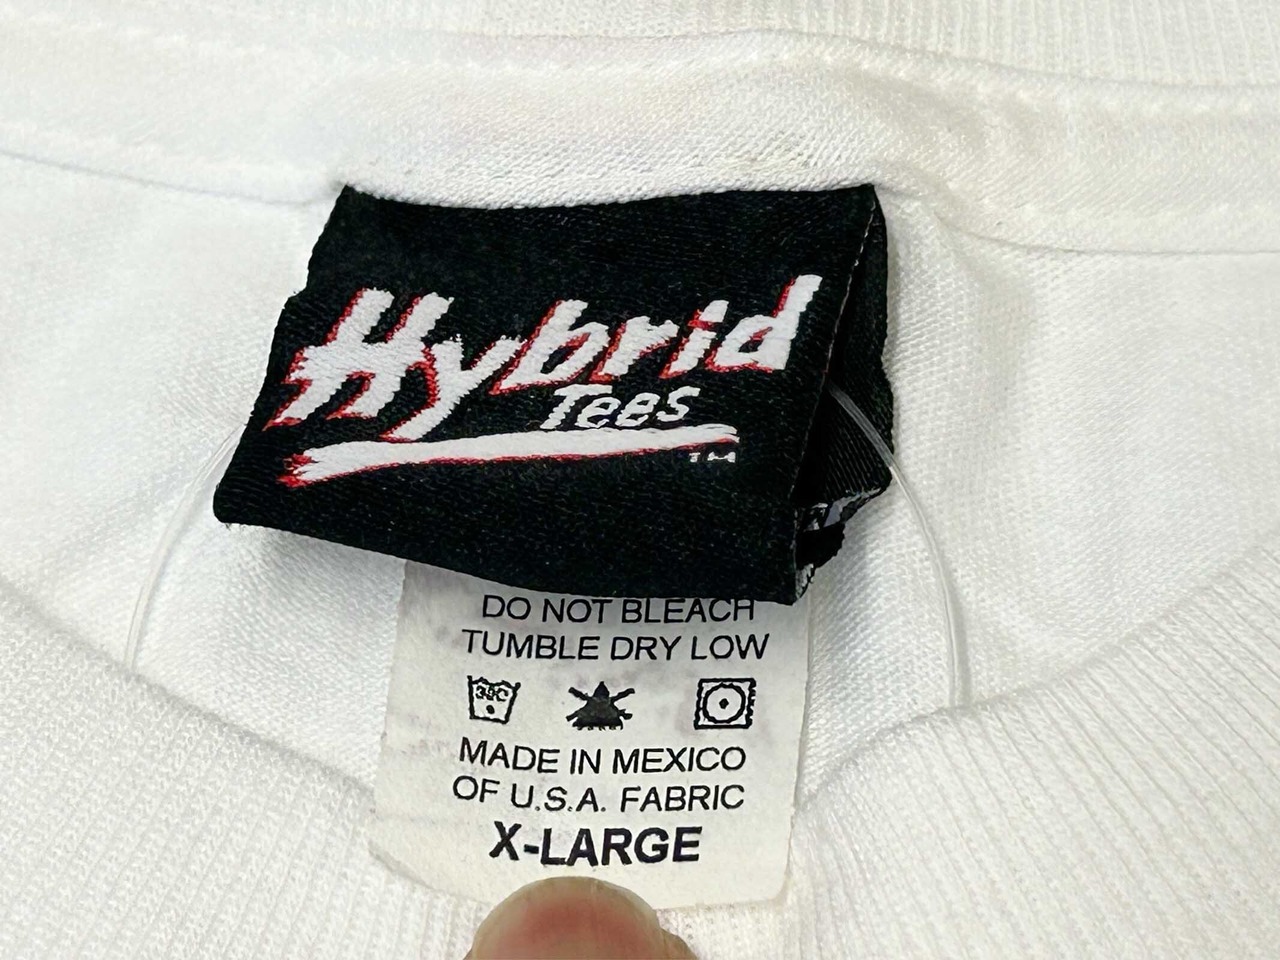 Hybrid
Tees
TM
DO NOT BLEACH
TUMBLE DRY LOW
MADE IN MEXICO
OF U.S.A. FABRIC
X-LARGE